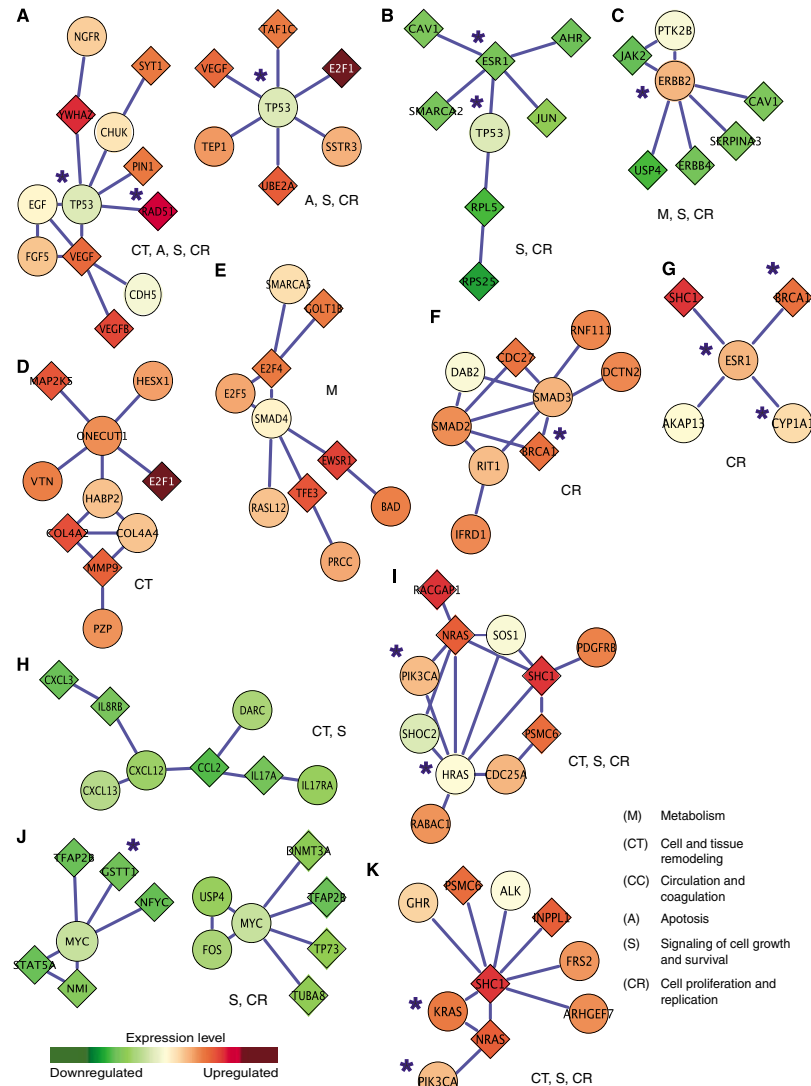 A
NGFR
SYT1
YWHAZ
CHUK
PIN1
*
*
EGF
TP53
RAD51
FGF5
VEGF
CDH5
VEGFB
CT, A, S, CR
TAF1C
VEGF
*
E2F1
TP53
TEP1
SSTR3
UBE2A
A, S, CR
B
CAV1
*
AHR
ESR1
SMARCA2
*
JUN
TP53
RPL5
RPS25
S, CR
C
PTK2B
JAK2
ERBB2
*
CAV1
SERPINA3
ERBB4
USP4
M, S, CR
D
MAP2K5
HESX1
ONECUT1
VTN
E2F1
HABP2
COL4A2
COL4A4
MMP9
CT
PZP
E
SMARCA5
GOLT1B
E2F4
E2F5
M
SMAD4
EWSR1
TFE3
RASL12
BAD
PRCC
F
RNF111
CDC27
DAB2
DCTN2
SMAD3
SMAD2
*
BRCA1
RIT1
CR
IFRD1
G
*
SHC1
BRCA1
*
ESR1
*
AKAP13
CYP1A1
CR
H
CXCL3
IL8RB
DARC
CT, S
CXCL12
CCL2
IL17A
CXCL13
IL17RA
I
RACGAP1
NRAS
SOS1
*
PDGFRB
PIK3CA
SHC1
SHOC2
PSMC6
*
HRAS
CDC25A
CT, S, CR
RABAC1
J
*
TFAP2B
GSTT1
NFYC
MYC
STAT5A
NMI
DNMT3A
USP4
TFAP2B
MYC
FOS
TP73
TUBA8
S, CR
K
PSMC6
ALK
GHR
INPPL1
FRS2
SHC1
*
KRAS
ARHGEF7
NRAS
*
PIK3CA
CT, S, CR
(M) Metabolism
(CT) Cell and tissue
remodeling
(CC) Circulation and
coagulation
(A) Apotosis
(S) Signaling of cell growth
and survival
(CR) Cell proliferation and
replication
Expression level
Downregulated Upregulated